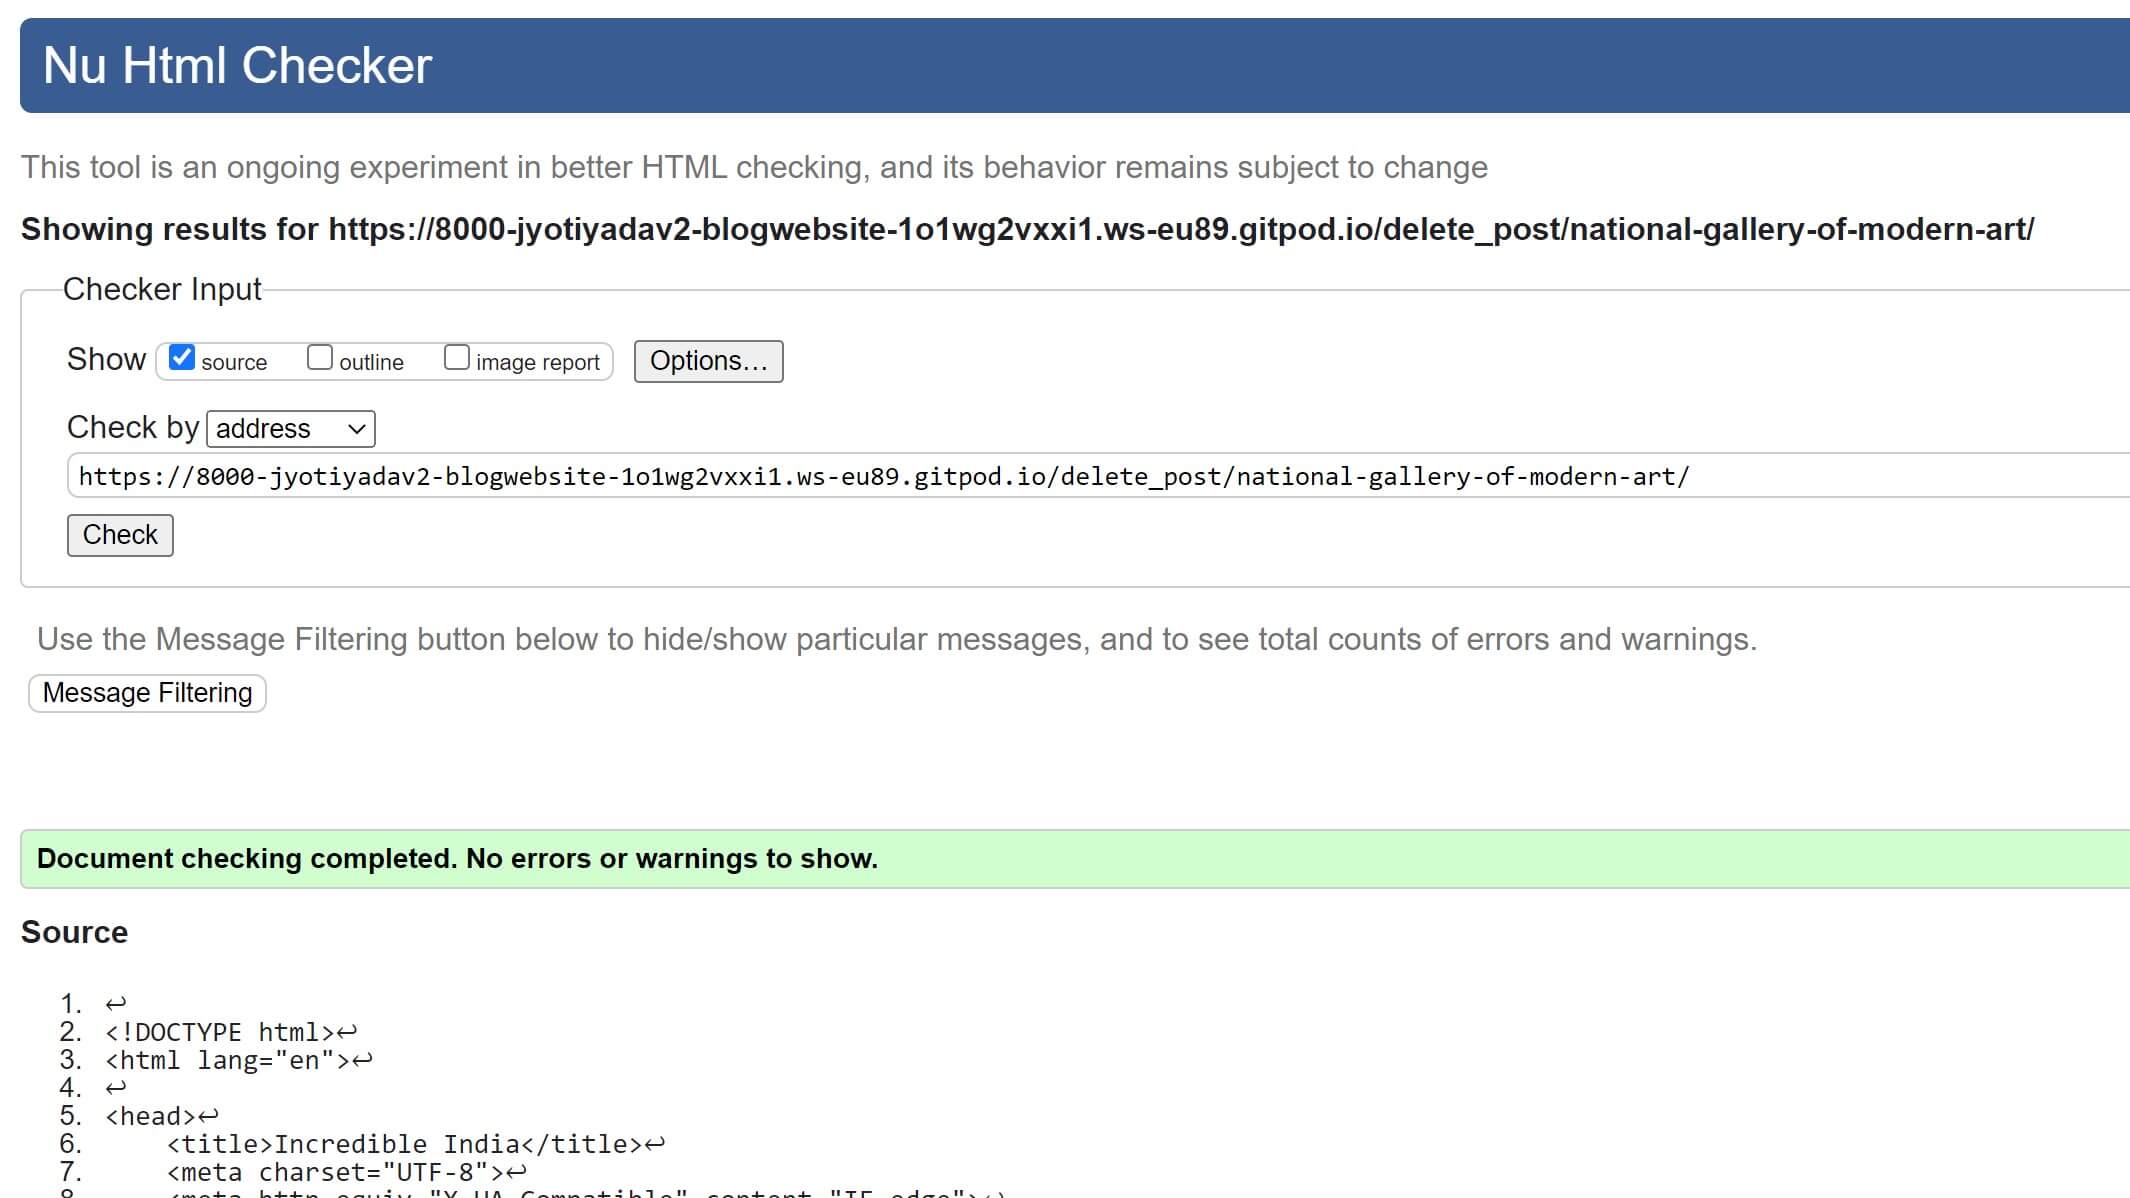 Nu Html Checker
This tool is an ongoing experiment in better HTML checking, and its behavior remains subject to change
Showing results for https://8000-jyotiyadav2-blogwebsite-1o1wg2vxxi1.ws-eu89.gitpod.io/delete_post/national-gallery-of-modern-art/
Checker Input
Show source outline image report Options...
Check by address
https://8000-jyotiyadav2-blogwebsite-1o1wg2vxxi1.ws-eu89.gitpod.io/delete_post/national-gallery-of-modern-art/
Check
Use the Message Filtering button below to hide/show particular messages, and to see total counts of errors and warnings.
Message Filtering
Document checking completed. No errors or warnings to show.
Source
1. ↩
2. <!DOCTYPE html>↩
3. <html lang="en">↩
4. ↩
5. <head>↩
6. <title>Incredible India</title>↩
7. <meta charset="UTF-8">↩